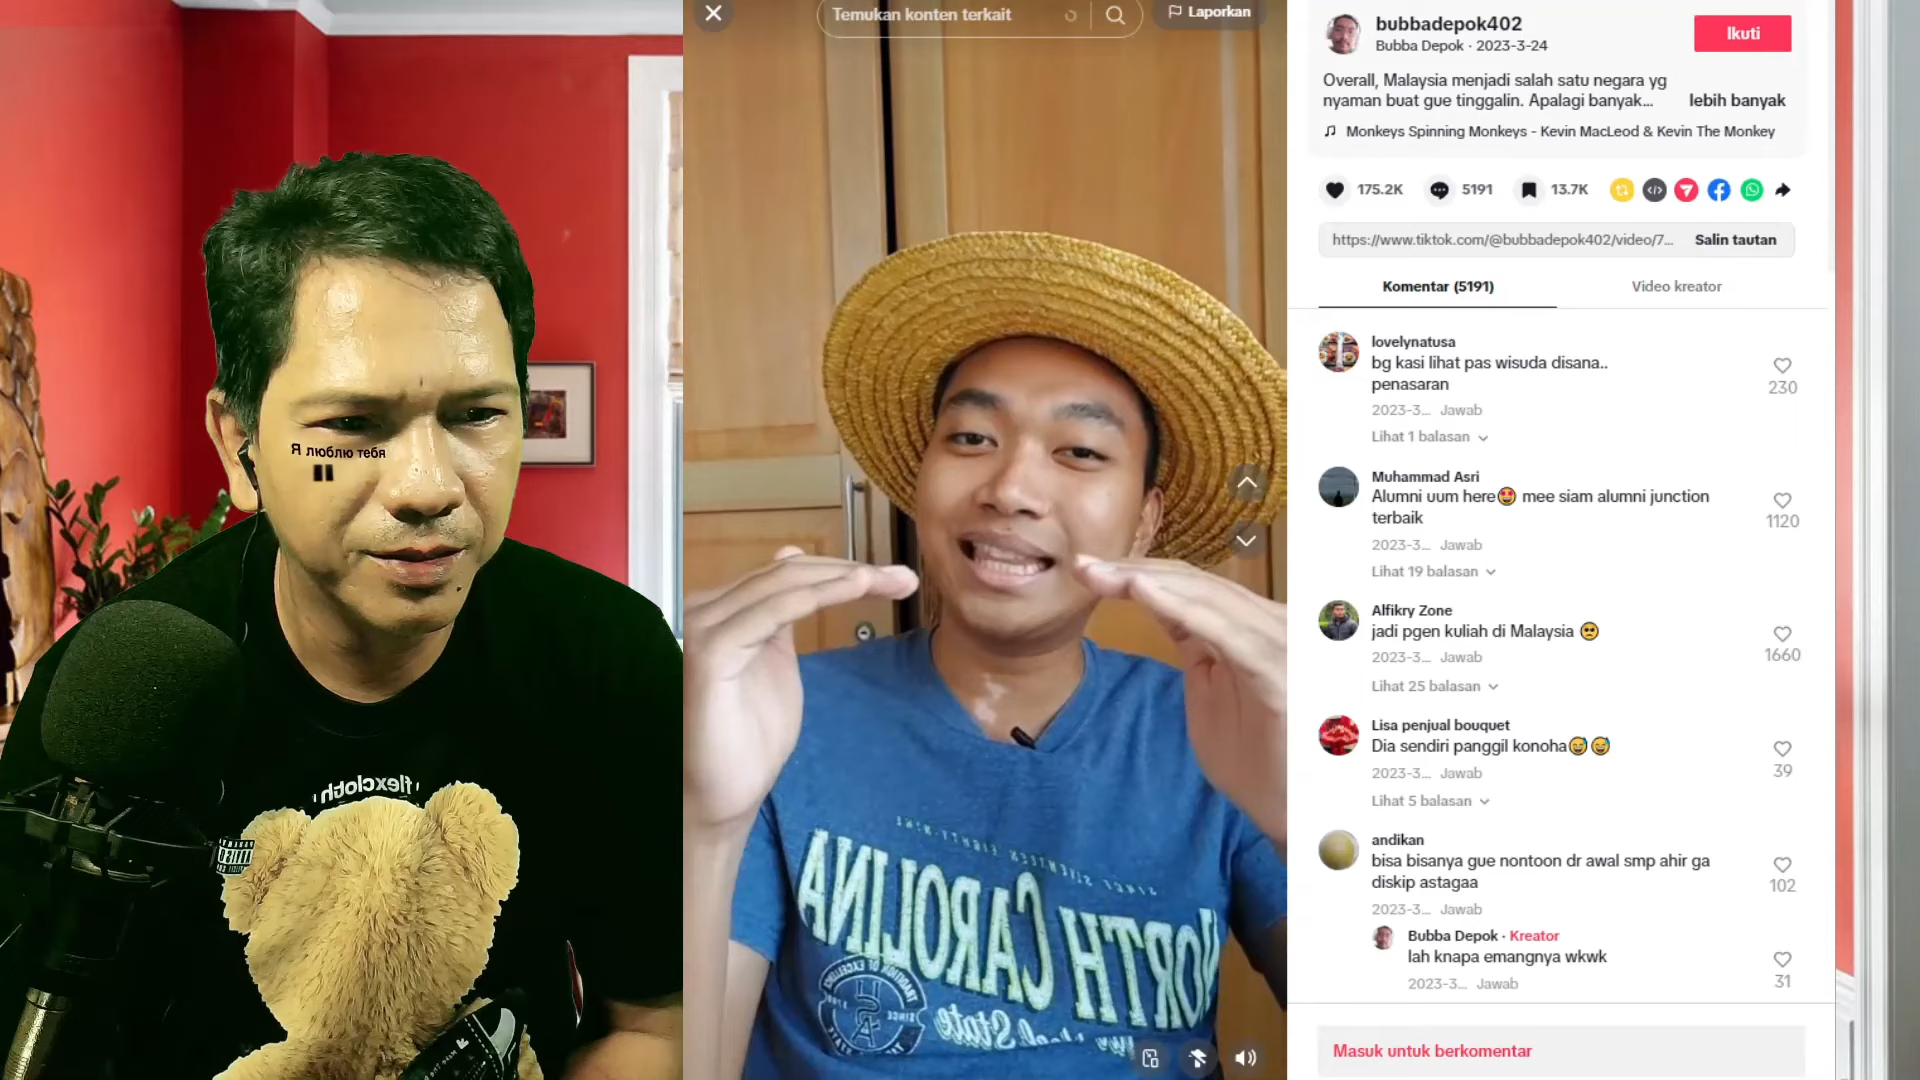 Temukan konten terkait
Laporkan
bubbadepok402
Bubba Depok · 2023-3-24
Ikuti
Overall, Malaysia menjadi salah satu negara yg
nyaman buat gue tinggalin. Apalagi banyak...
lebih banyak
Monkeys Spinning Monkeys - Kevin MacLeod & Kevin The Monkey
175.2K
5191
13.7K
https://www.tiktok.com/@bubbadepok402/video/7...
Salin tautan
Komentar (5191)
Video kreator
lovelynatusa
bg kasi lihat pas wisuda disana..
penasaran
230
2023-3... Jawab
Lihat 1 balasan
Muhammad Asri
Alumni uum here🤩 mee siam alumni junction
terbaik
1120
2023-3... Jawab
Lihat 19 balasan
Alfikry Zone
jadi pgen kuliah di Malaysia 🥺
1660
2023-3... Jawab
Lihat 25 balasan
Lisa penjual bouquet
Dia sendiri panggil konoha😅😅
39
2023-3... Jawab
Lihat 5 balasan
andikan
bisa bisanya gue nontoon dr awal smp ahir ga
diskip astagaa
102
2023-3... Jawab
Bubba Depok · Kreator
lah knapa emangnya wkwk
31
2023-3... Jawab
Masuk untuk berkomentar
Я люблю тебя
flexcloth
NORTH CAROLINA